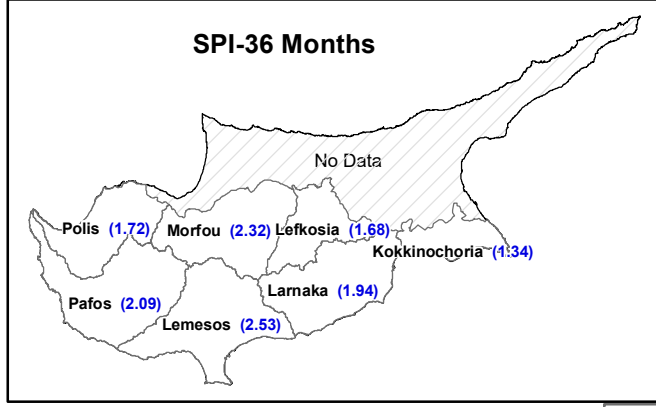 SPI-36 Months
No Data
Polis (1.72)
Morfou (2.32)
Lefkosia (1.68)
Kokkinochoria (1.34)
Pafos (2.09)
Larnaka (1.94)
Lemesos (2.53)